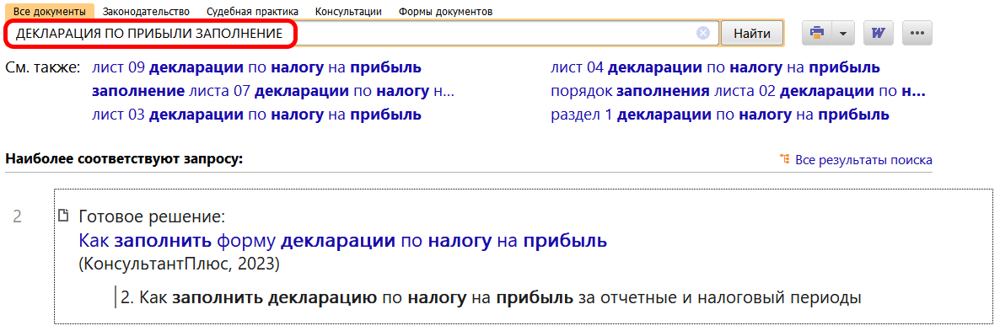 Все документы Законодательство Судебная практика Консультации Формы документов
ДЕКЛАРАЦИЯ ПО ПРИБЫЛИ ЗАПОЛНЕНИЕ Найти W
См. также: лист 09 декларации по налогу на прибыль лист 04 декларации по налогу на прибыль
заполнение листа 07 декларации по налогу н... порядок заполнения листа 02 декларации по н...
лист 03 декларации по налогу на прибыль раздел 1 декларации по налогу на прибыль
Наиболее соответствуют запросу: Все результаты поиска
2 Готовое решение:
Как заполнить форму декларации по налогу на прибыль
(КонсультантПлюс, 2023)
2. Как заполнить декларацию по налогу на прибыль за отчетные и налоговый периоды